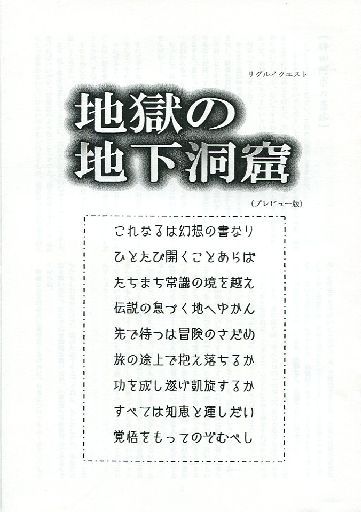 リグルイクエスト
地獄の
地下洞窟
(プレビュー版)
これなるは幻想の書なり
ひとたび開くことあらば
たちまち常識の境を越え
伝説の息づく地へゆかん
先で待つは冒険のさだめ
旅の途上で抱え落ちるか
功を成し遂げ凱旋するか
すべては知恵と運しだい
覚悟をもってのぞむべし